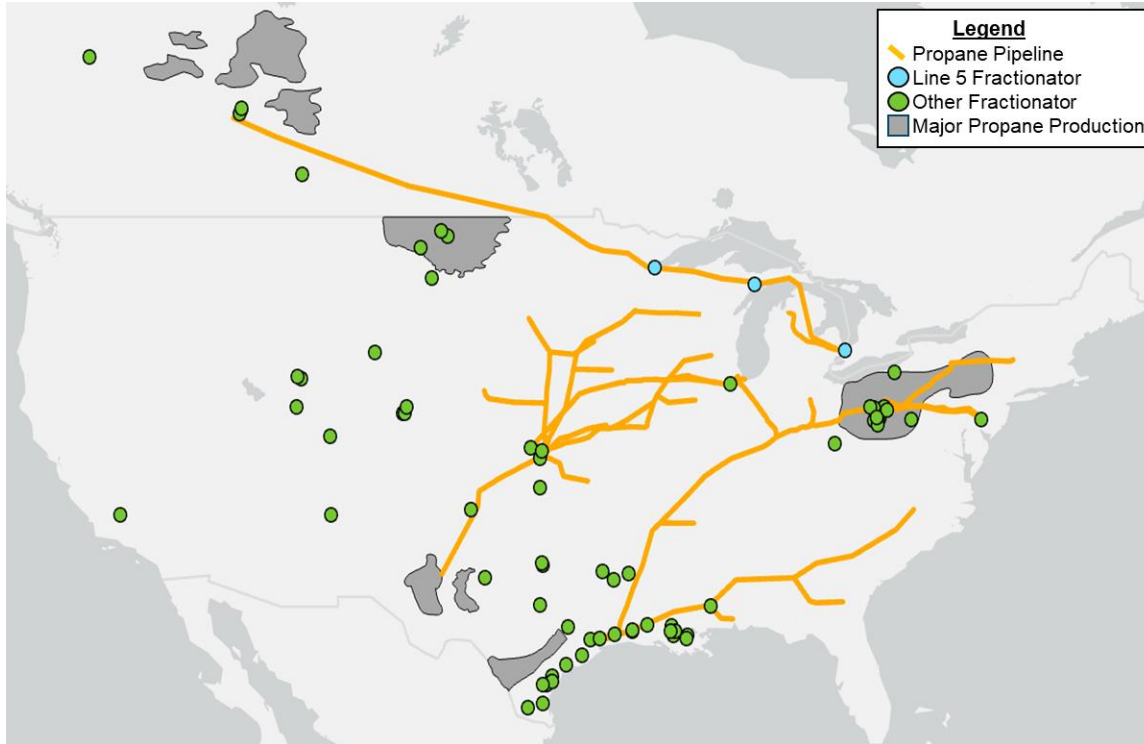 Legend
Propane Pipeline
Line 5 Fractionator
Other Fractionator
Major Propane Production